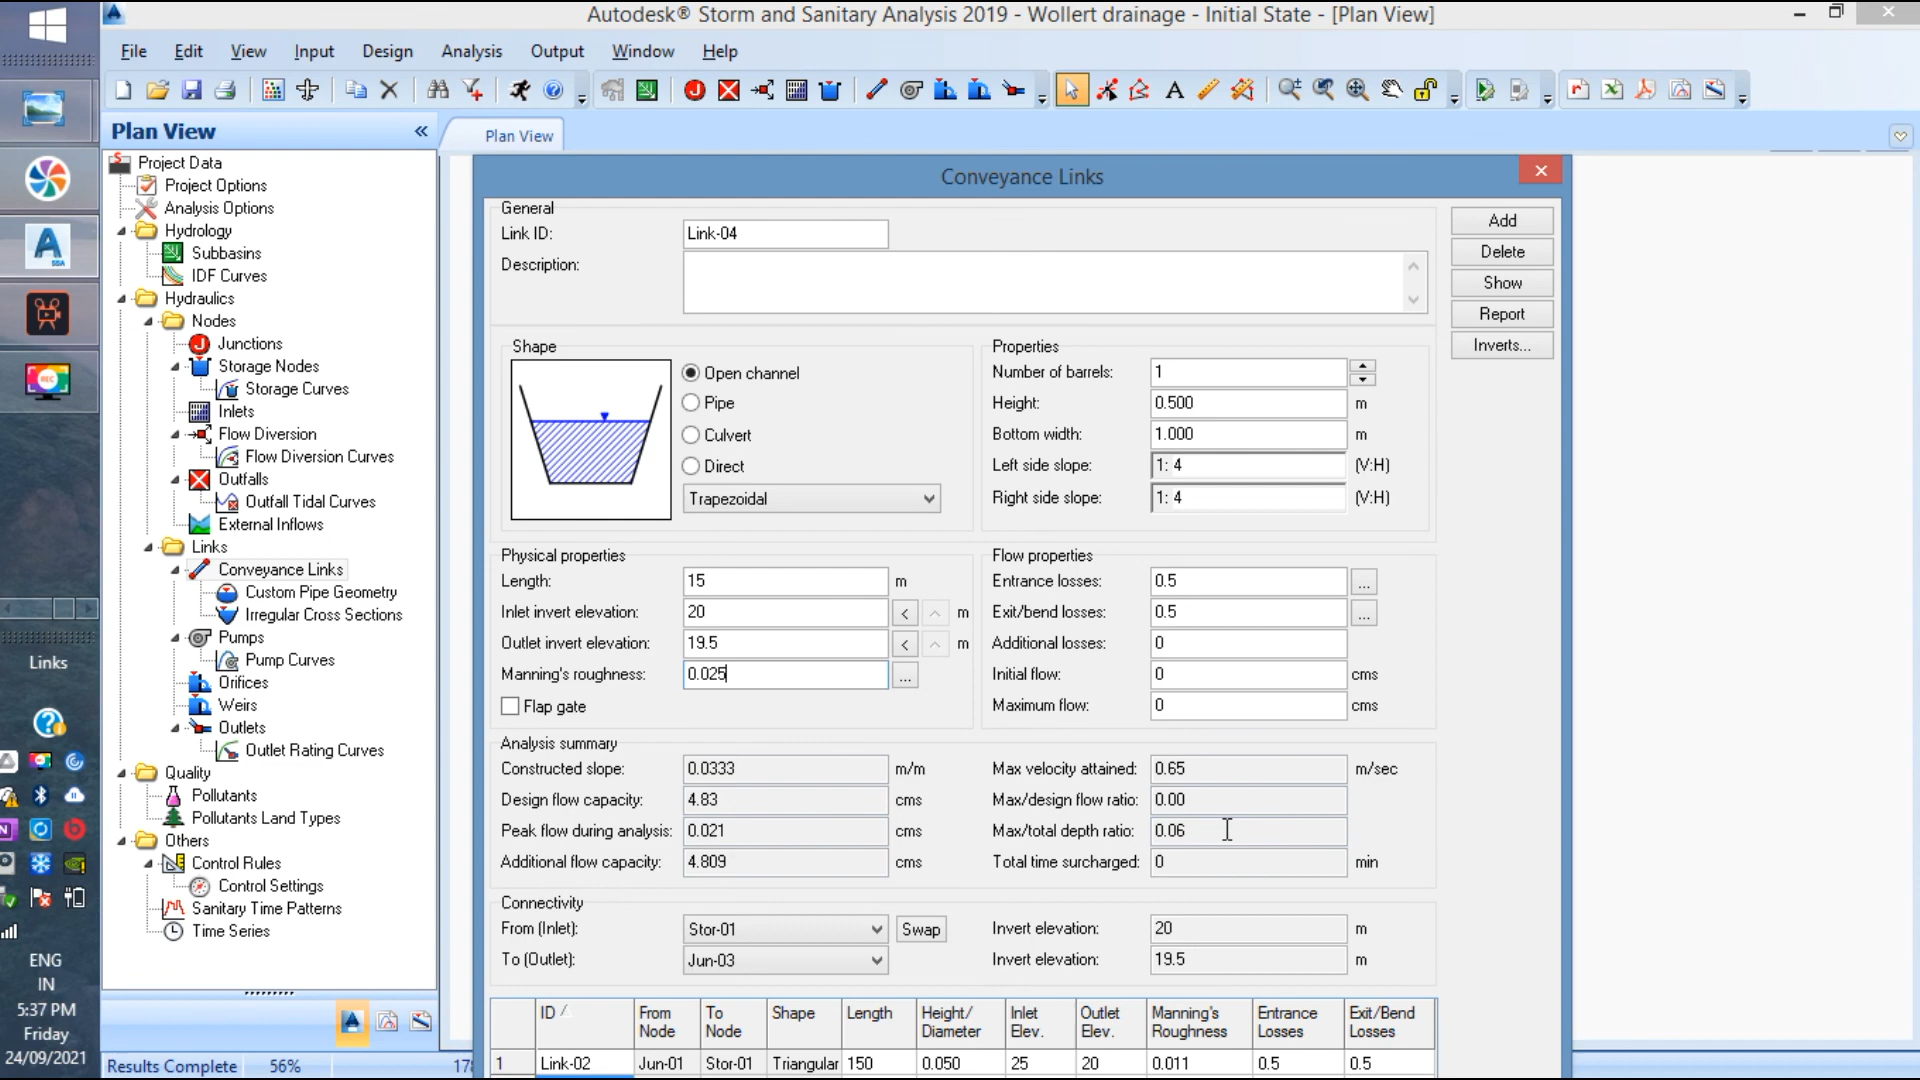 Autodesk® Storm and Sanitary Analysis 2019 - Wollert drainage - Initial State - [Plan View]
File Edit View Input Design Analysis Output Window Help
Plan View
Plan View
Project Data
Project Options
Analysis Options
Hydrology
Subbasins
IDF Curves
Hydraulics
Nodes
Junctions
Storage Nodes
Storage Curves
Inlets
Flow Diversion
Flow Diversion Curves
Outfalls
Outfall Tidal Curves
External Inflows
Links
Conveyance Links
Custom Pipe Geometry
Irregular Cross Sections
Pumps
Pump Curves
Orifices
Weirs
Outlets
Outlet Rating Curves
Quality
Pollutants
Pollutants Land Types
Others
Control Rules
Control Settings
Sanitary Time Patterns
Time Series
Results Complete 56%
Links
ENG
IN
5:37 PM
Friday
24/09/2021
Conveyance Links
General
Link ID: Link-04
Description:
Add
Delete
Show
Report
Inverts...
Shape
Open channel
Pipe
Culvert
Direct
Trapezoidal
Properties
Number of barrels: 1
Height: 0.500 m
Bottom width: 1.000 m
Left side slope: 1: 4 (V:H)
Right side slope: 1: 4 (V:H)
Physical properties
Length: 15 m
Inlet invert elevation: 20 < m
Outlet invert elevation: 19.5 < m
Manning's roughness: 0.025 ...
Flap gate
Flow properties
Entrance losses: 0.5 ...
Exit/bend losses: 0.5 ...
Additional losses: 0
Initial flow: 0 cms
Maximum flow: 0 cms
Analysis summary
Constructed slope: 0.0333 m/m
Design flow capacity: 4.83 cms
Peak flow during analysis: 0.021 cms
Additional flow capacity: 4.809 cms
Max velocity attained: 0.65 m/sec
Max/design flow ratio: 0.00
Max/total depth ratio: 0.06
Total time surcharged: 0 min
Connectivity
From (Inlet): Stor-01 Swap Invert elevation: 20 m
To (Outlet): Jun-03 Invert elevation: 19.5 m
ID From Node To Node Shape Length Height/ Diameter Inlet Elev. Outlet Elev. Manning's Roughness Entrance Losses Exit/Bend Losses
1 Link-02 Jun-01 Stor-01 Triangular 150 0.050 25 20 0.011 0.5 0.5